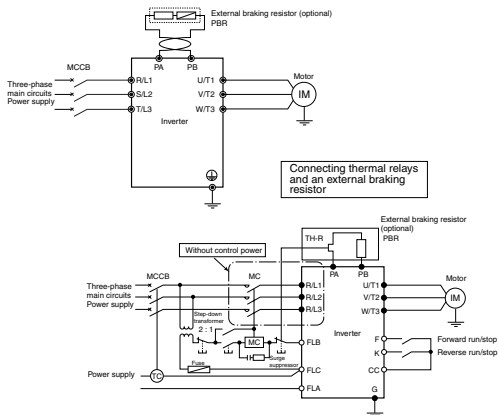 External braking resistor (optional)
PBR
MCCB
PA
PB
Three-phase
main circuits
Power supply
R/L1
S/L2
T/L3
U/T1
V/T2
W/T3
Motor
IM
Inverter
Connecting thermal relays
and an external braking
resistor
External braking resistor
(optional)
PBR
TH-R
Without control power
MCCB
MC
PA
PB
Three-phase
main circuits
Power supply
R/L1
R/L2
R/L3
U/T1
V/T2
W/T3
Motor
IM
Step-down
transformer
2 : 1
Inverter
MC
FLB
Surge
suppressor
Fuse
FLC
Power supply
TC
FLA
F
Forward run/stop
K
Reverse run/stop
CC
G